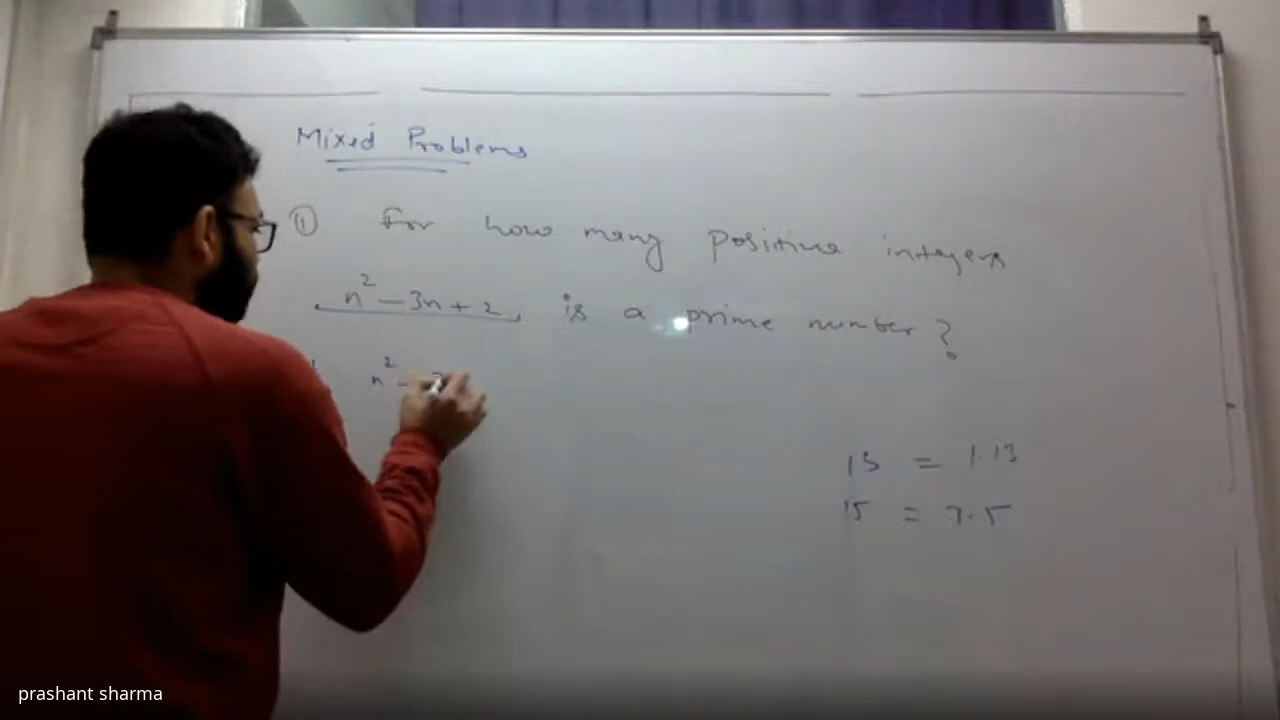 Mixed Problems
① For how many positive integers
n² - 3n + 2 is a prime number?
n² -
13 = 1.13
15 = 3.5
prashant sharma